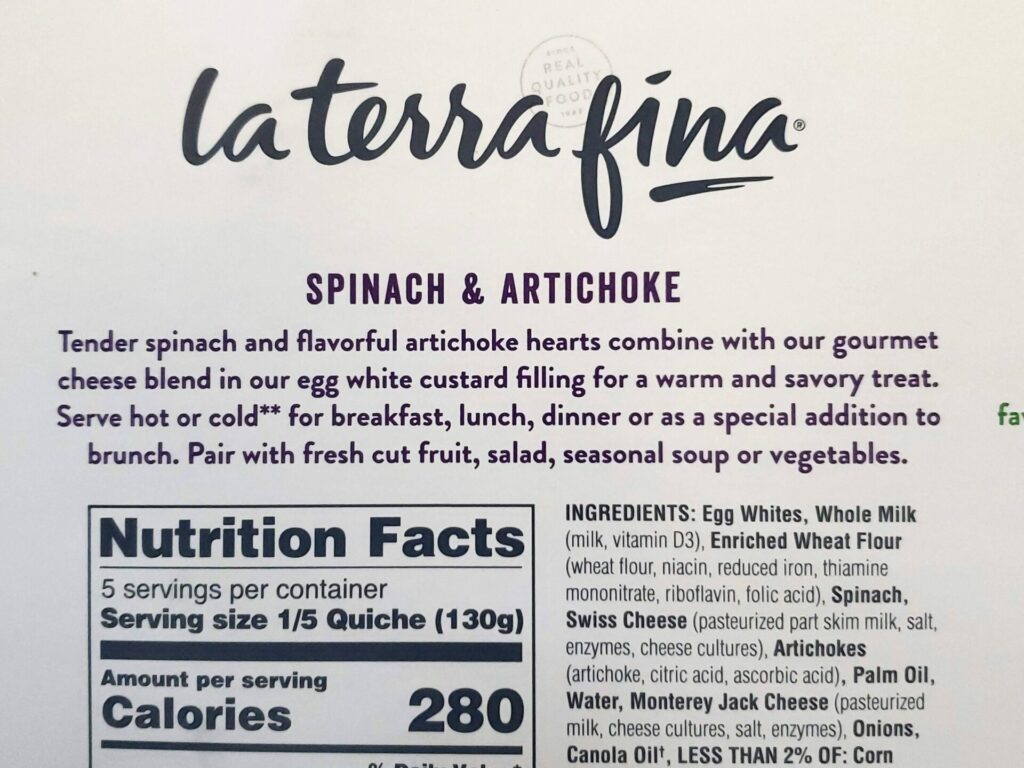 SINCE
REAL
QUALITY
FOOD
la terra fina®
SPINACH & ARTICHOKE
Tender spinach and flavorful artichoke hearts combine with our gourmet
cheese blend in our egg white custard filling for a warm and savory treat.
Serve hot or cold** for breakfast, lunch, dinner or as a special addition to
brunch. Pair with fresh cut fruit, salad, seasonal soup or vegetables.
Nutrition Facts
5 servings per container
Serving size 1/5 Quiche (130g)
Amount per serving
Calories 280
INGREDIENTS: Egg Whites, Whole Milk
(milk, vitamin D3), Enriched Wheat Flour
(wheat flour, niacin, reduced iron, thiamine
mononitrate, riboflavin, folic acid), Spinach,
Swiss Cheese (pasteurized part skim milk, salt,
enzymes, cheese cultures), Artichokes
(artichoke, citric acid, ascorbic acid), Palm Oil,
Water, Monterey Jack Cheese (pasteurized
milk, cheese cultures, salt, enzymes), Onions,
Canola Oil†, LESS THAN 2% OF: Corn